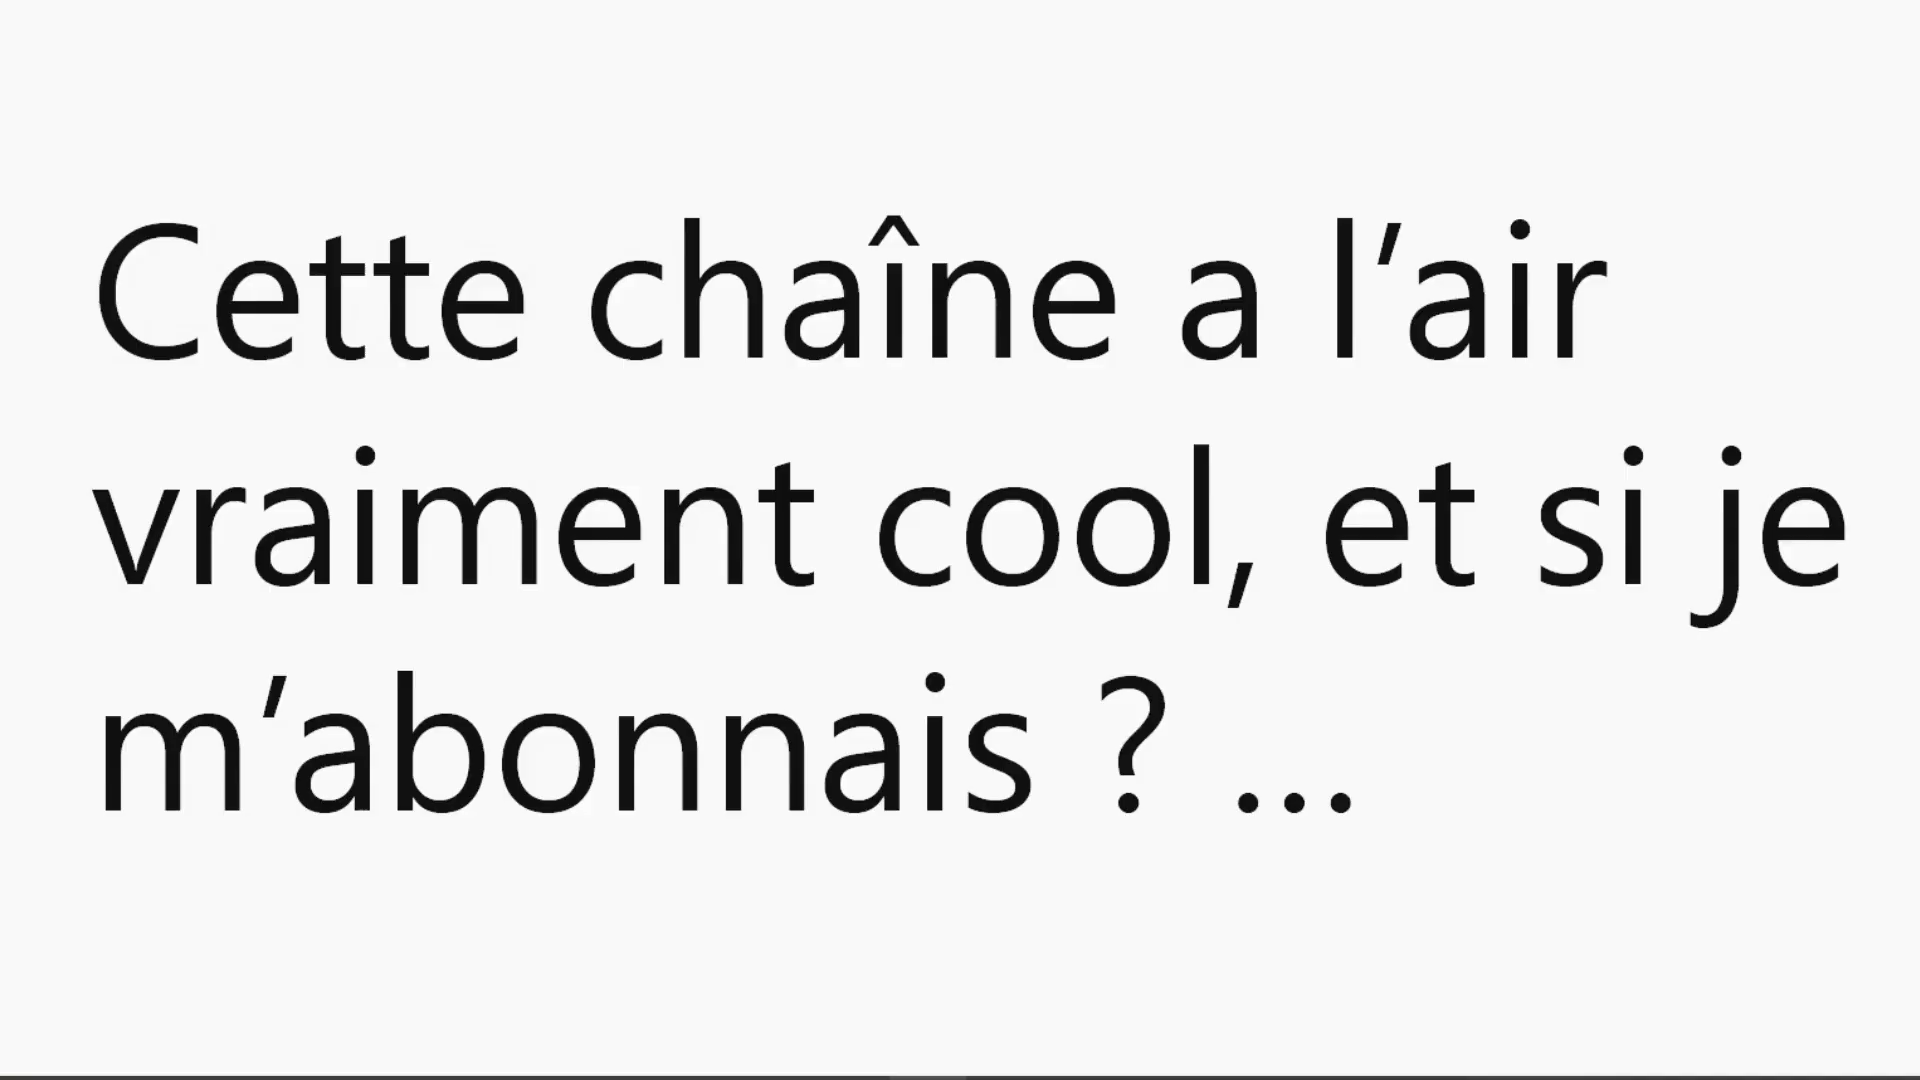 Cette chaîne a l’air
vraiment cool, et si je
m’abonnais ? ...